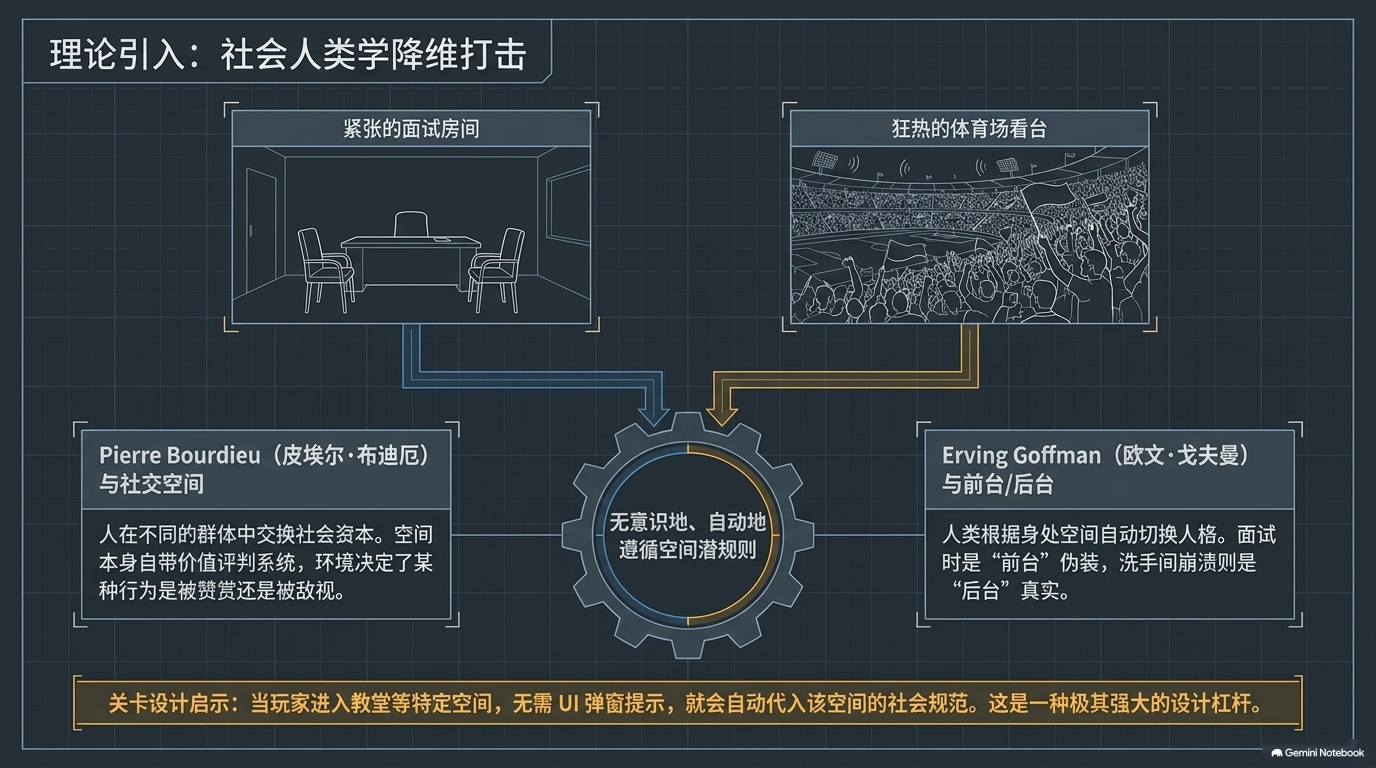 理论引入：社会人类学降维打击
紧张的面试房间
狂热的体育场看台
Pierre Bourdieu（皮埃尔·布迪厄）
与社交空间
人在不同的群体中交换社会资本。空间
本身自带价值评判系统，环境决定了某
种行为是被赞赏还是被敌视。
无意识地、自动地
遵循空间潜规则
Erving Goffman（欧文·戈夫曼）
与前台/后台
人类根据身处空间自动切换人格。面试
时是“前台”伪装，洗手间崩溃则是
“后台”真实。
关卡设计启示：当玩家进入教堂等特定空间，无需 UI 弹窗提示，就会自动代入该空间的社会规范。这是一种极其强大的设计杠杆。
Gemini Notebook